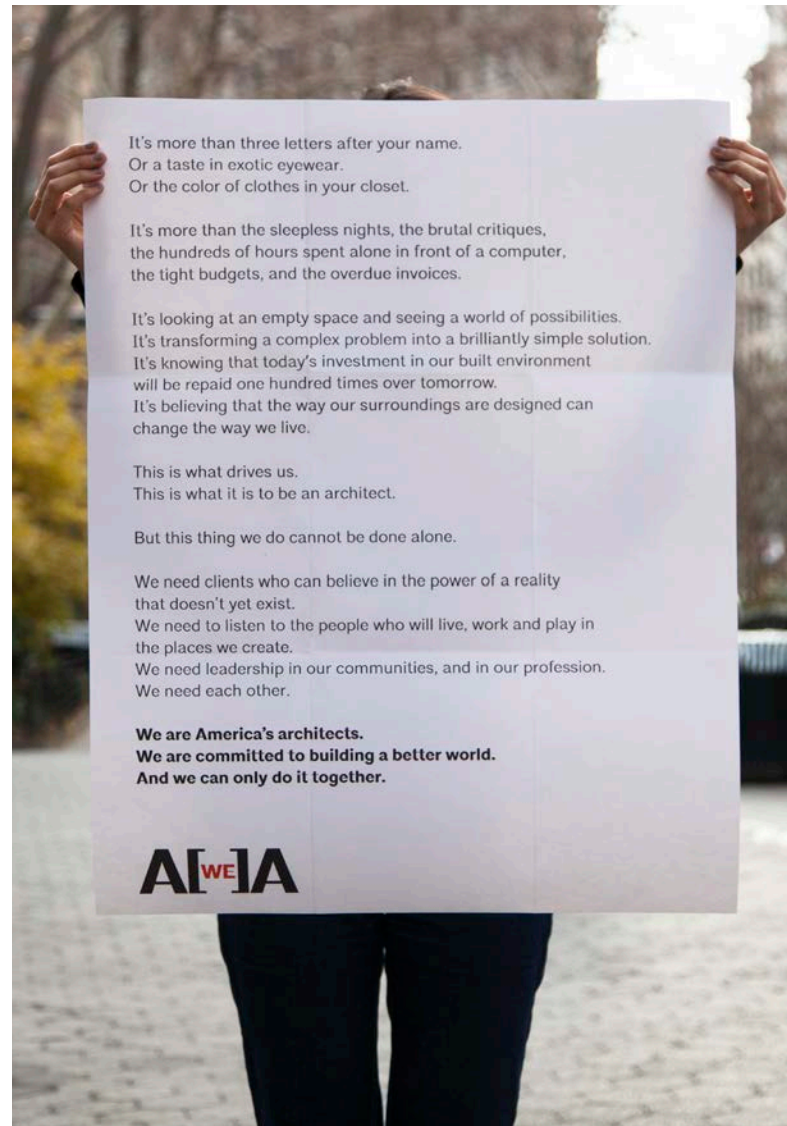 It's more than three letters after your name.
Or a taste in exotic eyewear.
Or the color of clothes in your closet.
It's more than the sleepless nights, the brutal critiques,
the hundreds of hours spent alone in front of a computer,
the tight budgets, and the overdue invoices.
It's looking at an empty space and seeing a world of possibilities.
It's transforming a complex problem into a brilliantly simple solution.
It's knowing that today's investment in our built environment
will be repaid one hundred times over tomorrow.
It's believing that the way our surroundings are designed can
change the way we live.
This is what drives us.
This is what it is to be an architect.
But this thing we do cannot be done alone.
We need clients who can believe in the power of a reality
that doesn't yet exist.
We need to listen to the people who will live, work and play in
the places we create.
We need leadership in our communities, and in our profession.
We need each other.
We are America's architects.
We are committed to building a better world.
And we can only do it together.
A[WE]A